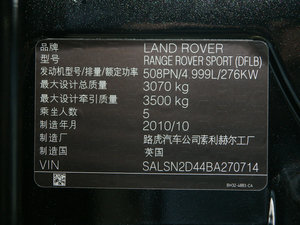 品牌 LAND ROVER
型号 RANGE ROVER SPORT (DFLB)
发动机型号/排量/额定功率 508PN/4.999L/276KW
最大设计总质量 3070 kg
最大设计牵引质量 3500 kg
乘坐人数 5
制造年月 2010/10
制造厂 路虎汽车公司索利赫尔工厂
制造国 英国
VIN SALSN2D44BA270714